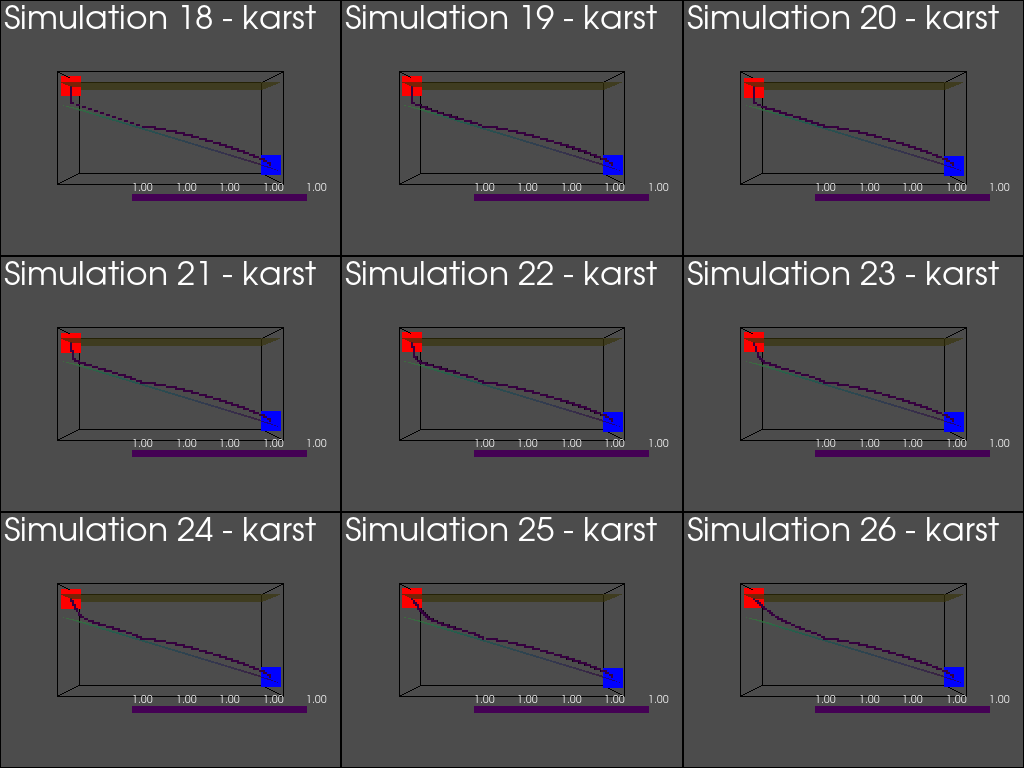 Simulation 18 - karst
1.00 1.00 1.00 1.00 1.00
Simulation 19 - karst
1.00 1.00 1.00 1.00 1.00
Simulation 20 - karst
1.00 1.00 1.00 1.00 1.00
Simulation 21 - karst
1.00 1.00 1.00 1.00 1.00
Simulation 22 - karst
1.00 1.00 1.00 1.00 1.00
Simulation 23 - karst
1.00 1.00 1.00 1.00 1.00
Simulation 24 - karst
1.00 1.00 1.00 1.00 1.00
Simulation 25 - karst
1.00 1.00 1.00 1.00 1.00
Simulation 26 - karst
1.00 1.00 1.00 1.00 1.00